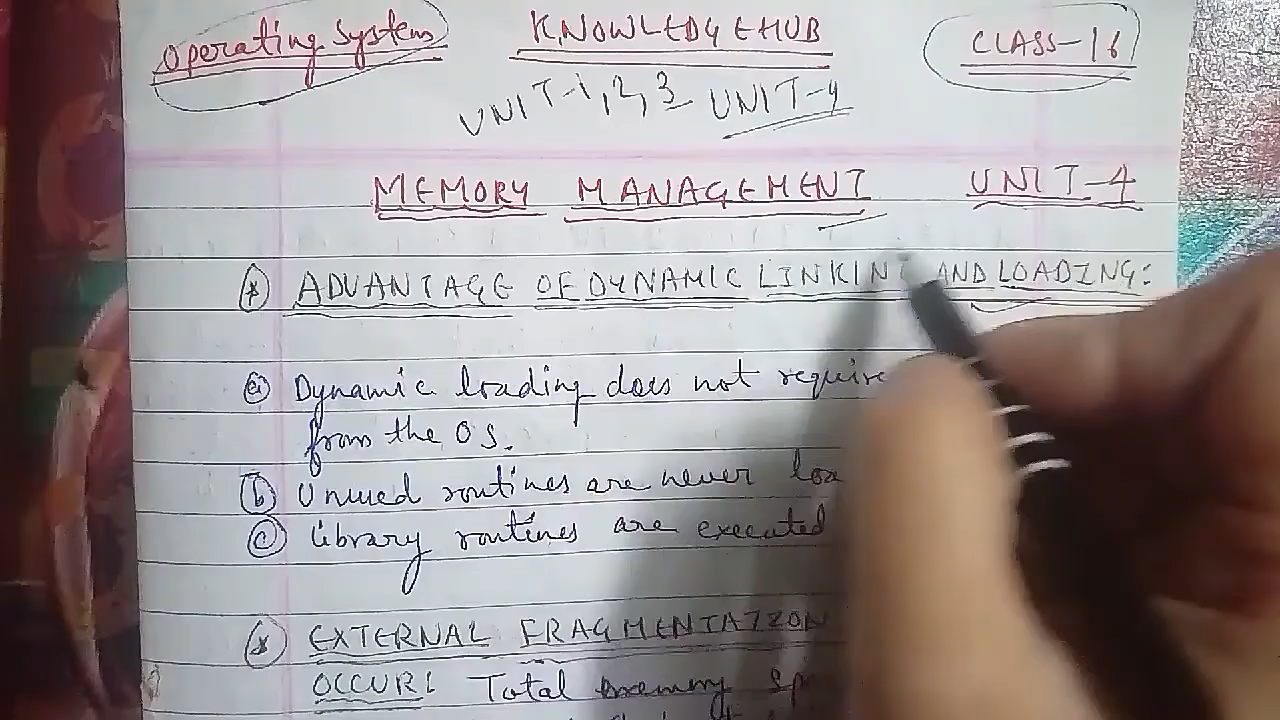 Operating System KNOWLEDGEHUB CLASS-16
UNIT-1, 2, 3 UNIT-4
MEMORY MANAGEMENT UNIT-4
* ADVANTAGE OF DYNAMIC LINKING AND LOADING:
a Dynamic loading does not require
from the OS.
b Unused routines are never loa
c library routines are executed
* EXTERNAL FRAGMENTATION
OCCUR: Total memory